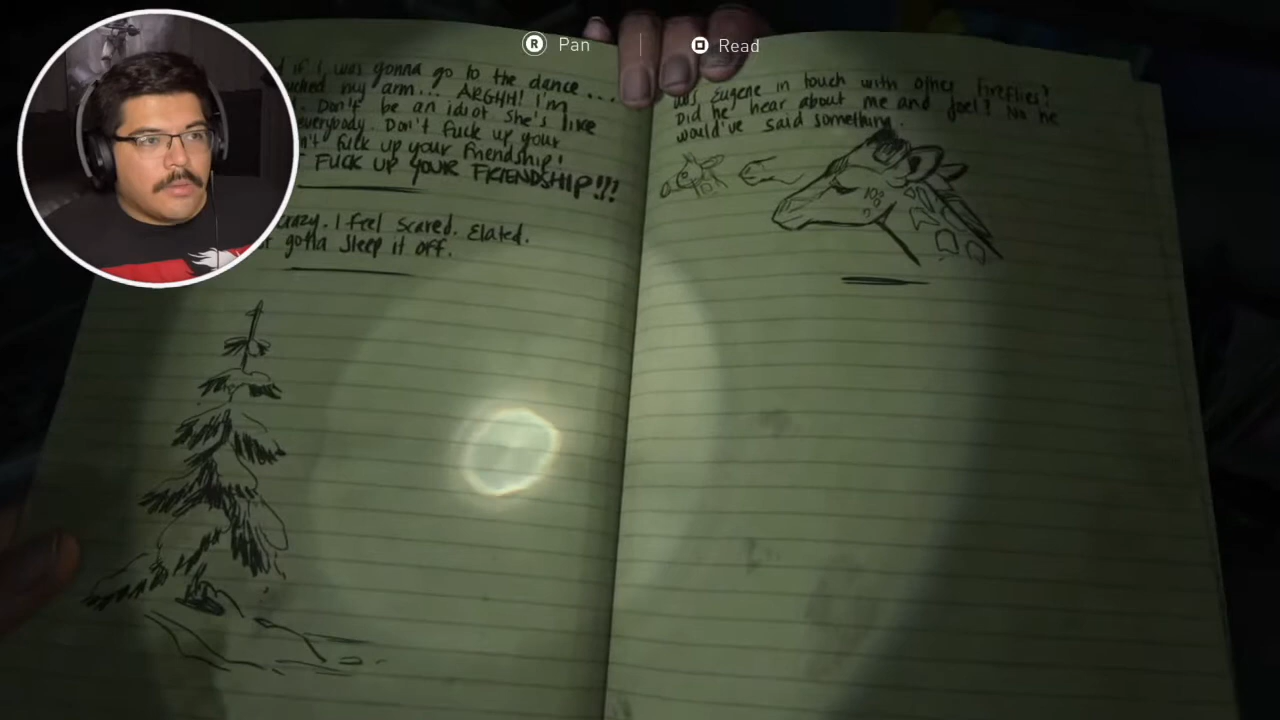 Pan
Read
if I was gonna go to the dance...
my arm... ARGHH! I'm
Don't be an idiot she's like
everybody. Don't fuck up your
fuck up your friendship!
FUCK UP YOUR FRIENDSHIP!!!
crazy. I feel scared. Elated.
gotta sleep it off.
was Eugene in touch with other fireflies?
Did he hear about me and Joel? No he
would've said something.